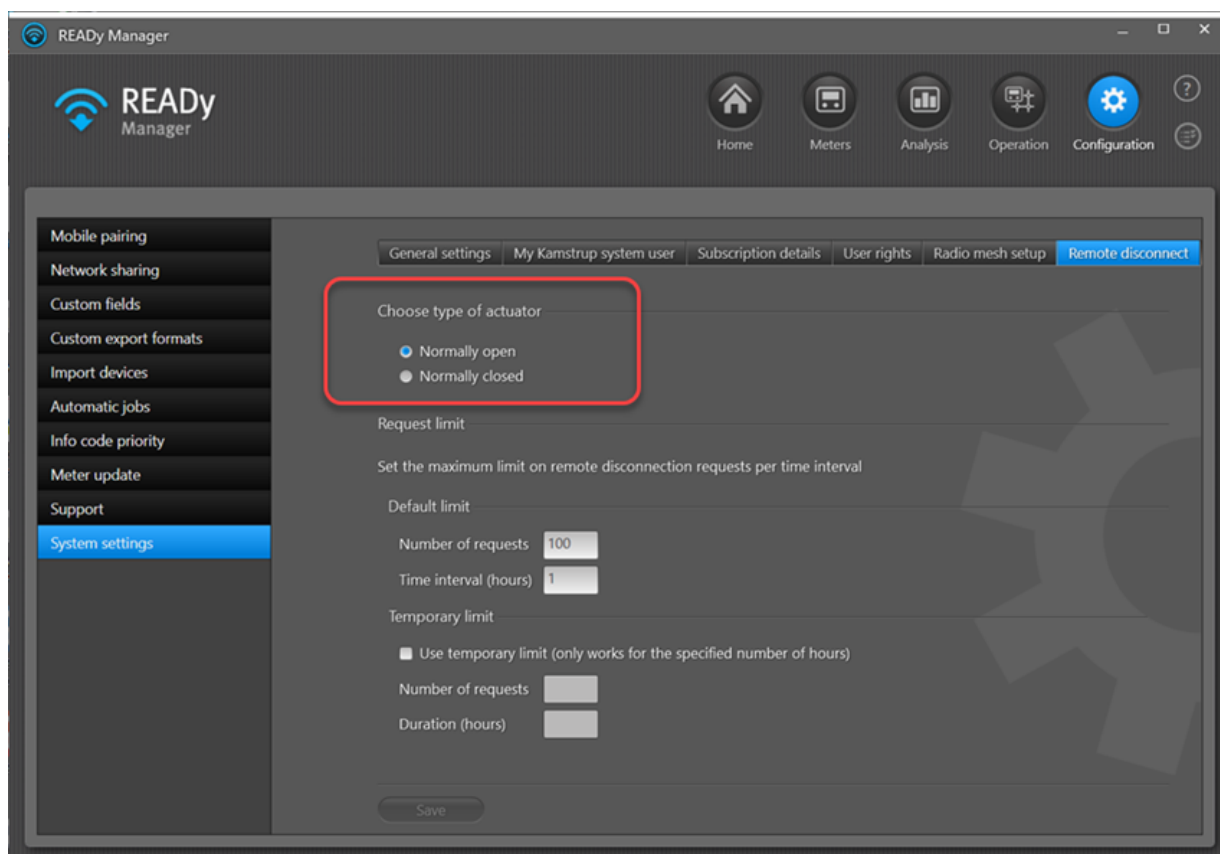 READy Manager
READy
Manager
Home
Meters
Analysis
Operation
Configuration
?
Mobile pairing
Network sharing
Custom fields
Custom export formats
Import devices
Automatic jobs
Info code priority
Meter update
Support
System settings
General settings
My Kamstrup system user
Subscription details
User rights
Radio mesh setup
Remote disconnect
Choose type of actuator
Normally open
Normally closed
Request limit
Set the maximum limit on remote disconnection requests per time interval
Default limit
Number of requests 100
Time interval (hours) 1
Temporary limit
Use temporary limit (only works for the specified number of hours)
Number of requests
Duration (hours)
Save